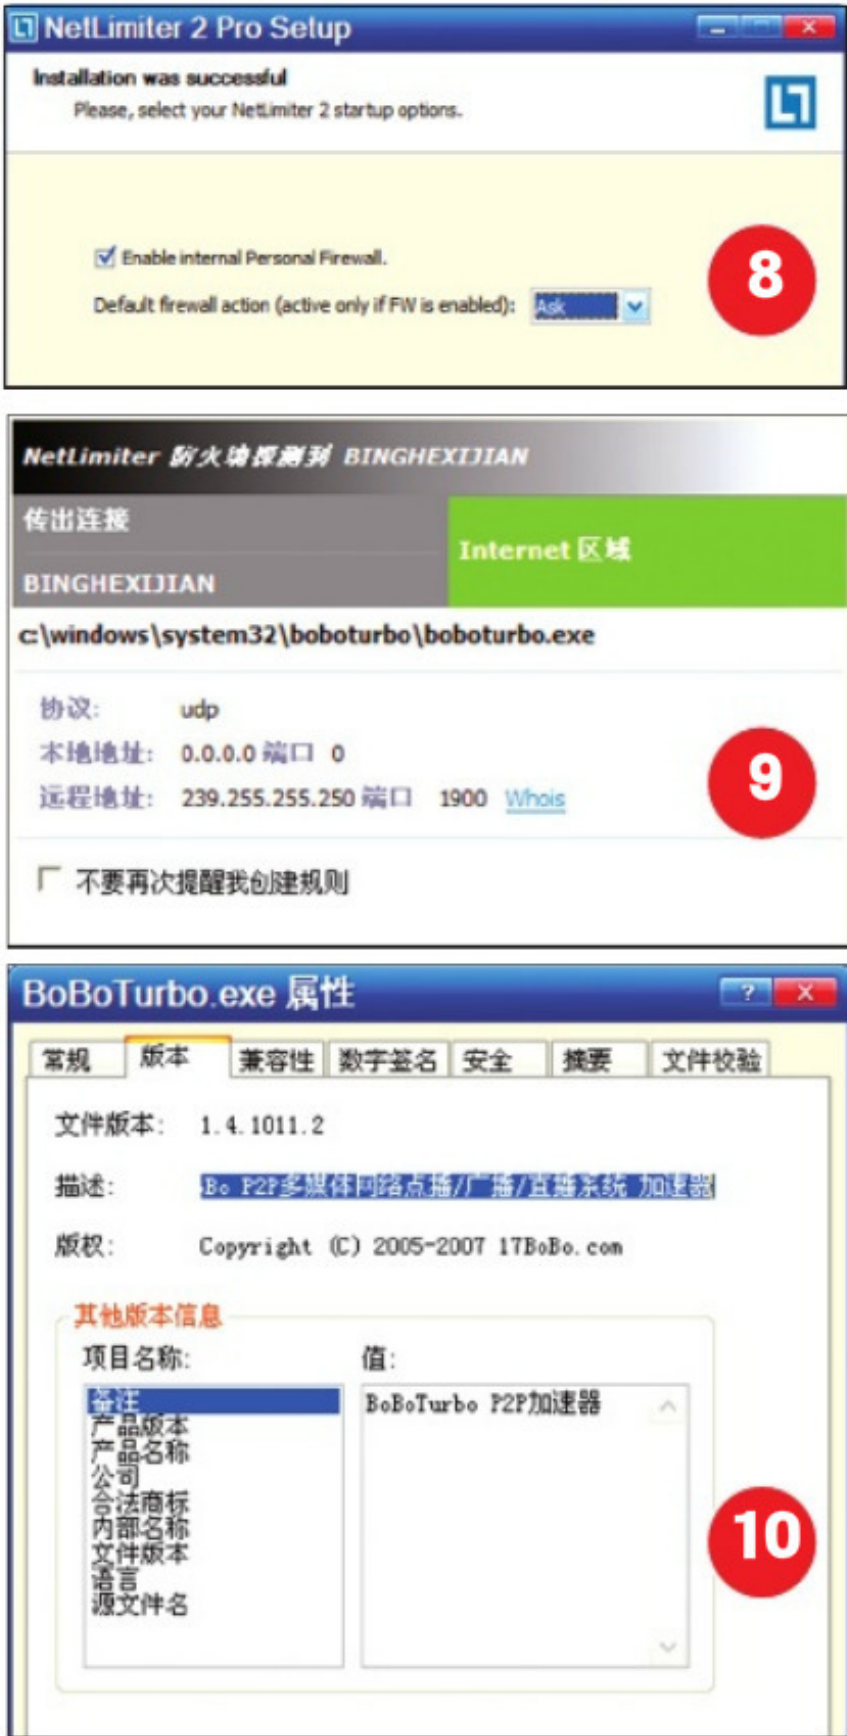 NetLimiter 2 Pro Setup
Installation was successful
Please, select your NetLimiter 2 startup options.
Enable internal Personal Firewall.
Default firewall action (active only if FW is enabled): Ask
8
NetLimiter 防火墙探测到 BINGHEXIJIAN
传出连接
Internet 区域
BINGHEXIJIAN
c:\windows\system32\boboturbo\boboturbo.exe
协议: udp
本地地址: 0.0.0.0 端口 0
远程地址: 239.255.255.250 端口 1900 Whois
9
不要再次提醒我创建规则
BoBoTurbo.exe 属性
常规 版本 兼容性 数字签名 安全 摘要 文件校验
文件版本: 1.4.1011.2
描述: Bo P2P多媒体网络点播/广播/直播系统 加速器
版权: Copyright (C) 2005-2007 17BoBo.com
其他版本信息
项目名称: 值:
备注 BoBoTurbo P2P加速器
产品版本
产品名称
公司
合法商标
内部名称
文件版本
语言
源文件名
10